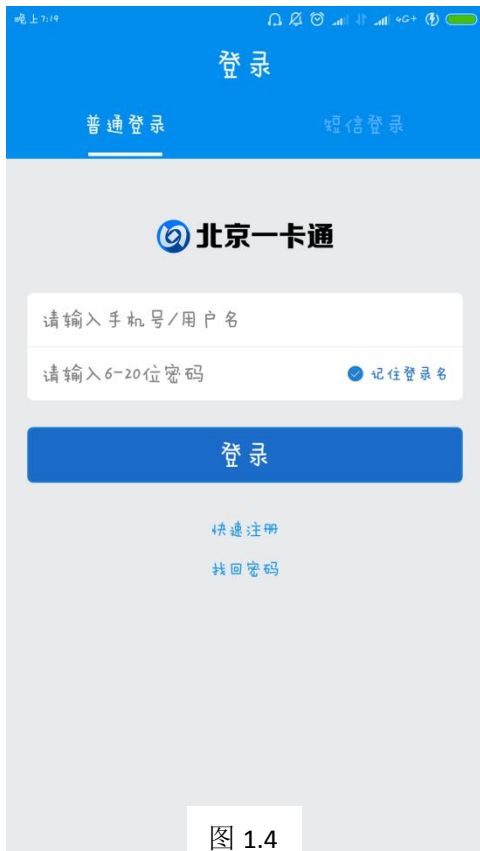 晚上7:19 4G+
登录
普通登录 短信登录
北京一卡通
请输入手机号/用户名
请输入6-20位密码 记住登录名
登录
快速注册
找回密码
图 1.4